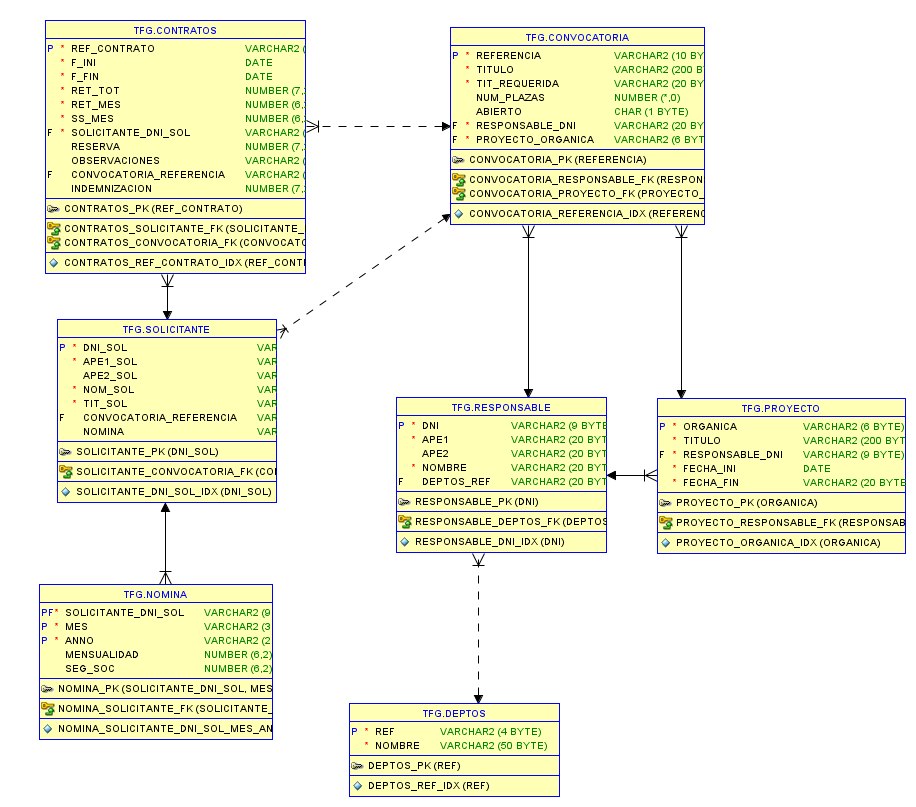 TFG.CONTRATOS
P * REF_CONTRATO VARCHAR2 (
* F_INI DATE
* F_FIN DATE
* RET_TOT NUMBER (7,
* RET_MES NUMBER (6,
* SS_MES NUMBER (6,
F * SOLICITANTE_DNI_SOL VARCHAR2 (
RESERVA NUMBER (7,
OBSERVACIONES VARCHAR2 (
F CONVOCATORIA_REFERENCIA VARCHAR2 (
INDEMNIZACION NUMBER (7,
CONTRATOS_PK (REF_CONTRATO)
CONTRATOS_SOLICITANTE_FK (SOLICITANTE_
CONTRATOS_CONVOCATORIA_FK (CONVOCATO
CONTRATOS_REF_CONTRATO_IDX (REF_CONT
TFG.CONVOCATORIA
P * REFERENCIA VARCHAR2 (10 BY
* TITULO VARCHAR2 (200 B
* TIT_REQUERIDA VARCHAR2 (20 BY
NUM_PLAZAS NUMBER (*,0)
ABIERTO CHAR (1 BYTE)
F * RESPONSABLE_DNI VARCHAR2 (20 BY
F * PROYECTO_ORGANICA VARCHAR2 (6 BYT
CONVOCATORIA_PK (REFERENCIA)
CONVOCATORIA_RESPONSABLE_FK (RESPON
CONVOCATORIA_PROYECTO_FK (PROYECTO_
CONVOCATORIA_REFERENCIA_IDX (REFERENC
TFG.SOLICITANTE
P * DNI_SOL VAR
* APE1_SOL VAR
APE2_SOL VAR
* NOM_SOL VAR
* TIT_SOL VAR
F CONVOCATORIA_REFERENCIA VAR
NOMINA VAR
SOLICITANTE_PK (DNI_SOL)
SOLICITANTE_CONVOCATORIA_FK (CO
SOLICITANTE_DNI_SOL_IDX (DNI_SOL)
TFG.RESPONSABLE
P * DNI VARCHAR2 (9 BYTE
* APE1 VARCHAR2 (20 BYT
APE2 VARCHAR2 (20 BYT
* NOMBRE VARCHAR2 (20 BYT
F DEPTOS_REF VARCHAR2 (20 BYT
RESPONSABLE_PK (DNI)
RESPONSABLE_DEPTOS_FK (DEPTOS
RESPONSABLE_DNI_IDX (DNI)
TFG.PROYECTO
P * ORGANICA VARCHAR2 (6 BYTE)
* TITULO VARCHAR2 (200 BYT
F * RESPONSABLE_DNI VARCHAR2 (9 BYTE)
* FECHA_INI DATE
* FECHA_FIN VARCHAR2 (20 BYTE
PROYECTO_PK (ORGANICA)
PROYECTO_RESPONSABLE_FK (RESPONSAB
PROYECTO_ORGANICA_IDX (ORGANICA)
TFG.NOMINA
PF* SOLICITANTE_DNI_SOL VARCHAR2 (9
P * MES VARCHAR2 (3
P * ANNO VARCHAR2 (2
MENSUALIDAD NUMBER (6,2)
SEG_SOC NUMBER (6,2)
NOMINA_PK (SOLICITANTE_DNI_SOL, MES
NOMINA_SOLICITANTE_FK (SOLICITANTE_
NOMINA_SOLICITANTE_DNI_SOL_MES_AN
TFG.DEPTOS
P * REF VARCHAR2 (4 BYTE)
* NOMBRE VARCHAR2 (50 BYTE)
DEPTOS_PK (REF)
DEPTOS_REF_IDX (REF)